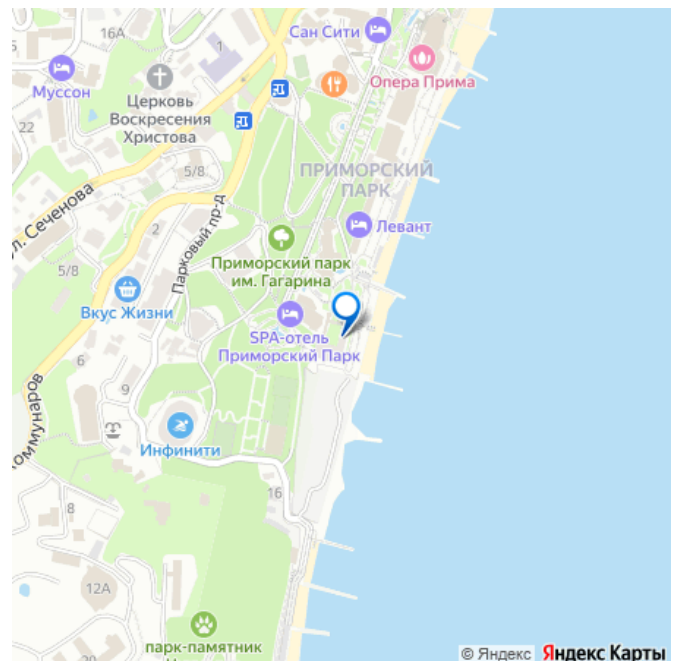 Сан Сити
16А
1
Опера Прима
Муссон
Церковь
Воскресения
Христова
22
5/8
ПРИМОРСКИЙ
ПАРК
л. Сеченова
2
Парковый пр-д
Левант
5/8
Приморский парк
им. Гагарина
Вкус Жизни
SPA-отель
Приморский Парк
6
9
Коммунаров
Инфинити
16
8
12А
парк-памятник
20
© Яндекс Яндекс Карты